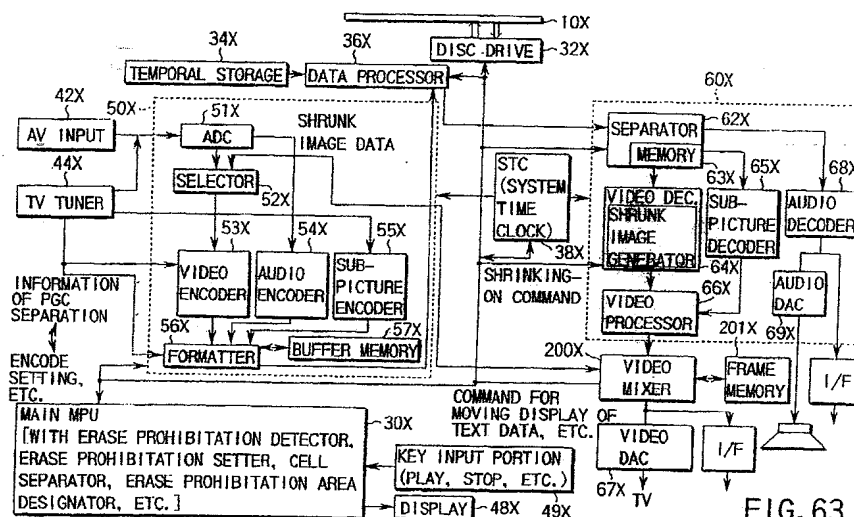 10X
34X
36X
DISC DRIVE
32X
TEMPORAL STORAGE
DATA PROCESSOR
42X
50X
51X
SHRUNK
IMAGE DATA
60X
AV INPUT
ADC
SEPARATOR
62X
MEMORY
63X
65X
68X
44X
TV TUNER
SELECTOR
52X
STC
(SYSTEM
TIME
CLOCK)
38X
VIDEO DEC.
SHRUNK
IMAGE
GENERATOR
64X
SUB-
PICTURE
DECODER
AUDIO
DECODER
53X
54X
55X
VIDEO
ENCODER
AUDIO
ENCODER
SUB-
PICTURE
ENCODER
SHRINKING-
ON COMMAND
VIDEO
PROCESSOR
66X
AUDIO
DAC
69X
INFORMATION
OF PGC
SEPARATION
56X
57X
FORMATTER
BUFFER MEMORY
200X
201X
VIDEO
MIXER
FRAME
MEMORY
I/F
ENCODE
SETTING,
ETC.
30X
COMMAND FOR
MOVING DISPLAY OF
TEXT DATA, ETC.
MAIN MPU
[WITH ERASE PROHIBITATION DETECTOR,
ERASE PROHIBITATION SETTER, CELL
SEPARATOR, ERASE PROHIBITATION AREA
DESIGNATOR, ETC.]
KEY INPUT PORTION
(PLAY, STOP, ETC.)
49X
VIDEO
DAC
67X
I/F
TV
DISPLAY
48X
FIG. 63